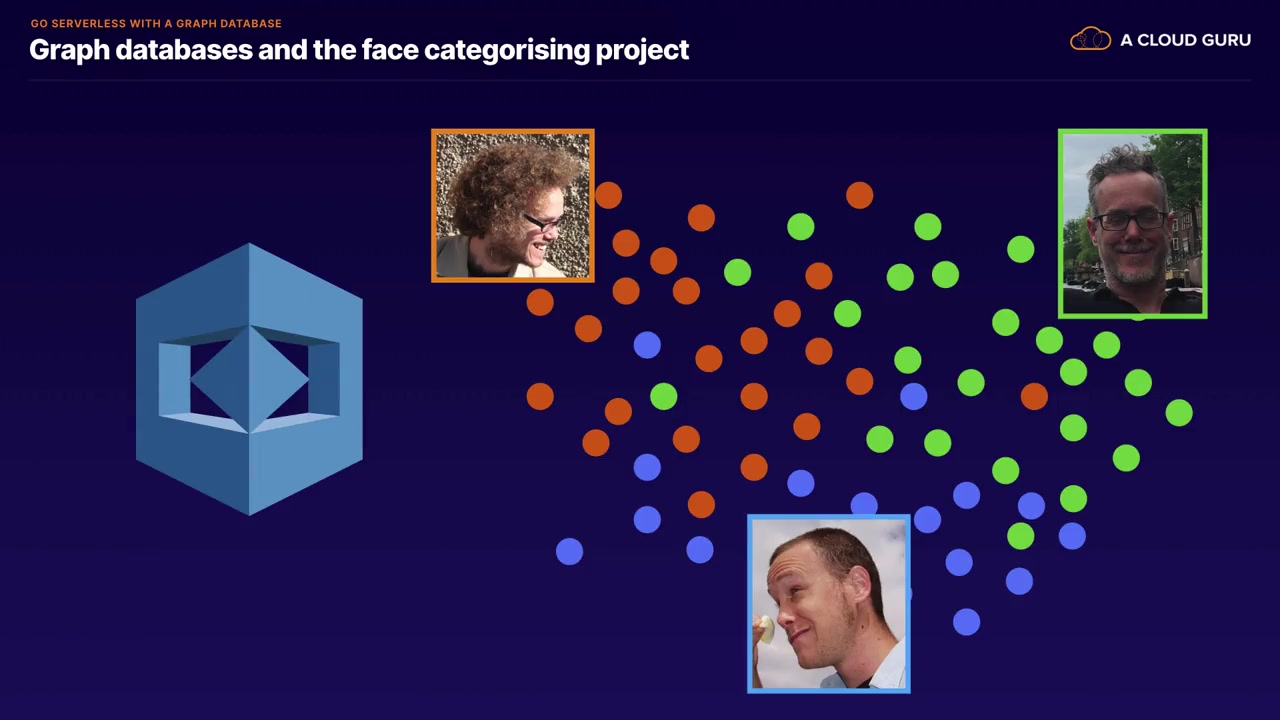 GO SERVERLESS WITH A GRAPH DATABASE
Graph databases and the face categorising project
A CLOUD GURU